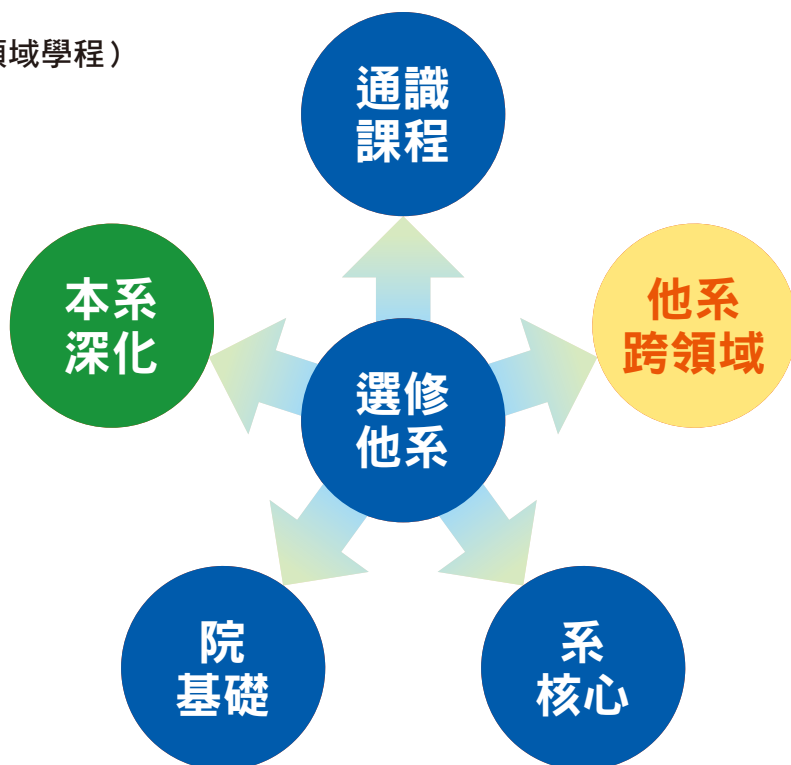 領域學程）
通識
課程
本系
深化
他系
跨領域
選修
他系
院
基礎
系
核心